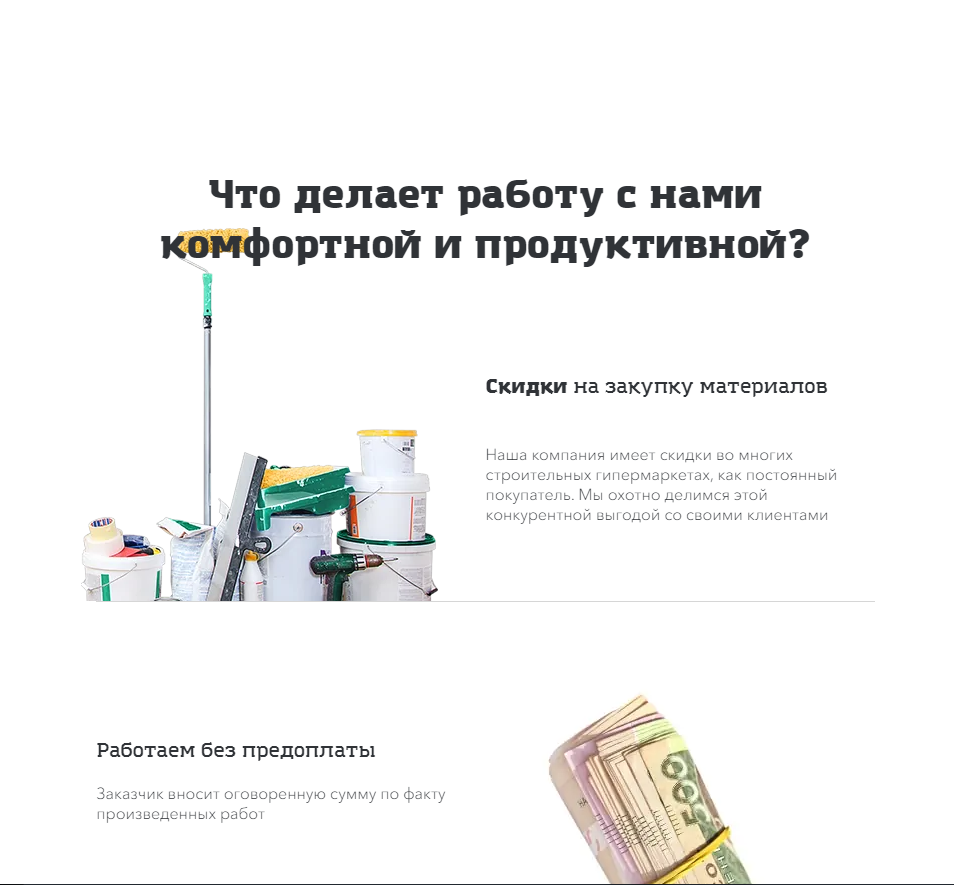 Что делает работу с нами
комфортной и продуктивной?
Скидки на закупку материалов
Наша компания имеет скидки во многих
строительных гипермаркетах, как постоянный
покупатель. Мы охотно делимся этой
конкурентной выгодой со своими клиентами
Работаем без предоплаты
Заказчик вносит оговоренную сумму по факту
произведенных работ
500